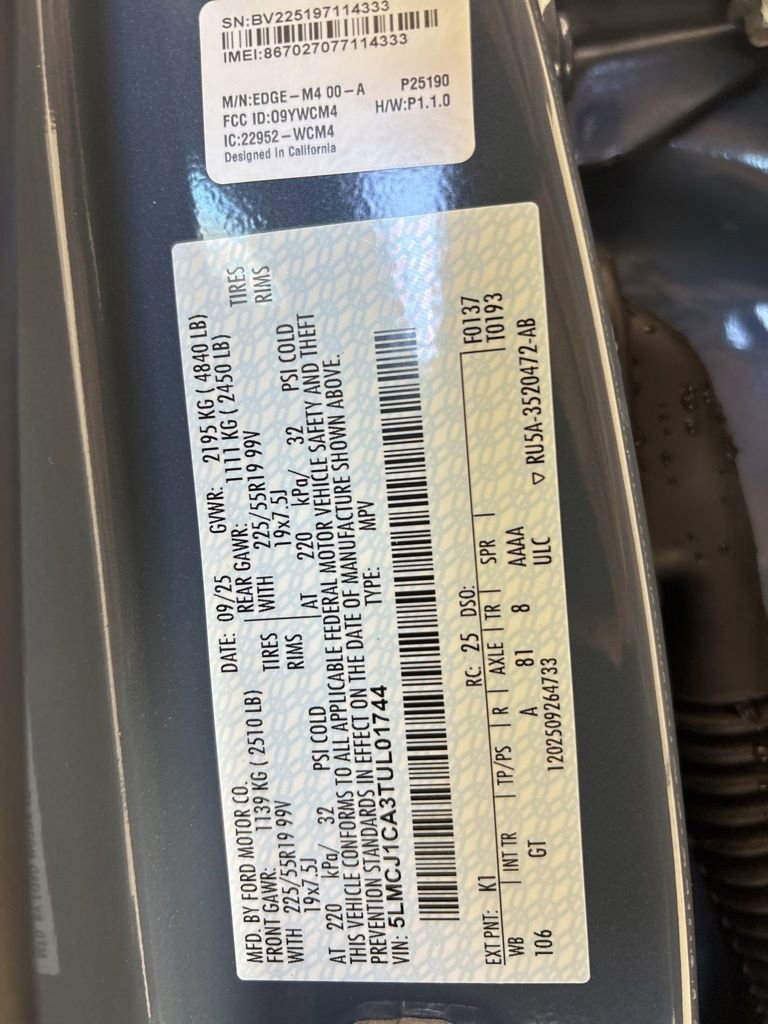 SN:BV225197114333
IMEI:867027077114333
M/N:EDGE-M4 00-A P25190
FCC ID:O9YWCM4 H/W:P1.1.0
IC:22952-WCM4
Designed in California
MFD. BY FORD MOTOR CO. DATE: 09/25 GVWR: 2195 KG ( 4840 LB)
FRONT GAWR: 1139 KG ( 2510 LB) REAR GAWR: 1111 KG ( 2450 LB)
WITH 225/55R19 99V TIRES WITH 225/55R19 99V TIRES
19x7.5J RIMS 19x7.5J RIMS
AT 220 kPa/ 32 PSI COLD AT 220 kPa/ 32 PSI COLD
THIS VEHICLE CONFORMS TO ALL APPLICABLE FEDERAL MOTOR VEHICLE SAFETY AND THEFT
PREVENTION STANDARDS IN EFFECT ON THE DATE OF MANUFACTURE SHOWN ABOVE.
VIN: 5LMCJ1CA3TUL01744 TYPE: MPV
EXT PNT: K1 RC: 25 DSO: F0137
WB INT TR TP/PS R AXLE TR SPR T0193
106 GT A 81 8 AAAA
1202509264733 ULC ▽ RU5A-3520472-AB